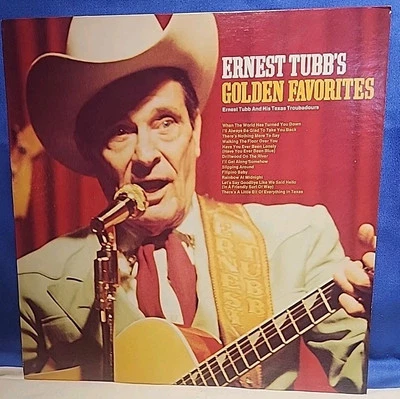 ERNEST TUBB'S
GOLDEN FAVORITES
Ernest Tubb And His Texas Troubadours
When The World Has Turned You Down
I'll Always Be Glad To Take You Back
There's Nothing More To Say
Walking The Floor Over You
Have You Ever Been Lonely
(Have You Ever Been Blue)
Driftwood On The River
I'll Get Along Somehow
Slipping Around
Filipino Baby
Rainbow At Midnight
Let's Say Goodbye Like We Said Hello
(In A Friendly Sort Of Way)
There's A Little Bit Of Everything In Texas
ERNEST
TUBB